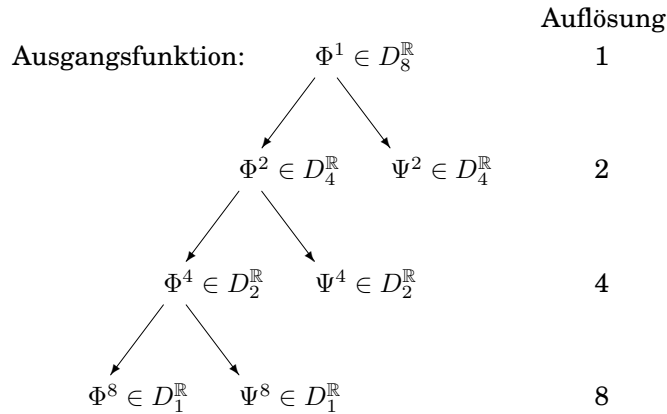 Auflösung
Ausgangsfunktion: Φ¹ ∈ D₈^ℝ 1
Φ² ∈ D₄^ℝ Ψ² ∈ D₄^ℝ 2
Φ⁴ ∈ D₂^ℝ Ψ⁴ ∈ D₂^ℝ 4
Φ⁸ ∈ D₁^ℝ Ψ⁸ ∈ D₁^ℝ 8